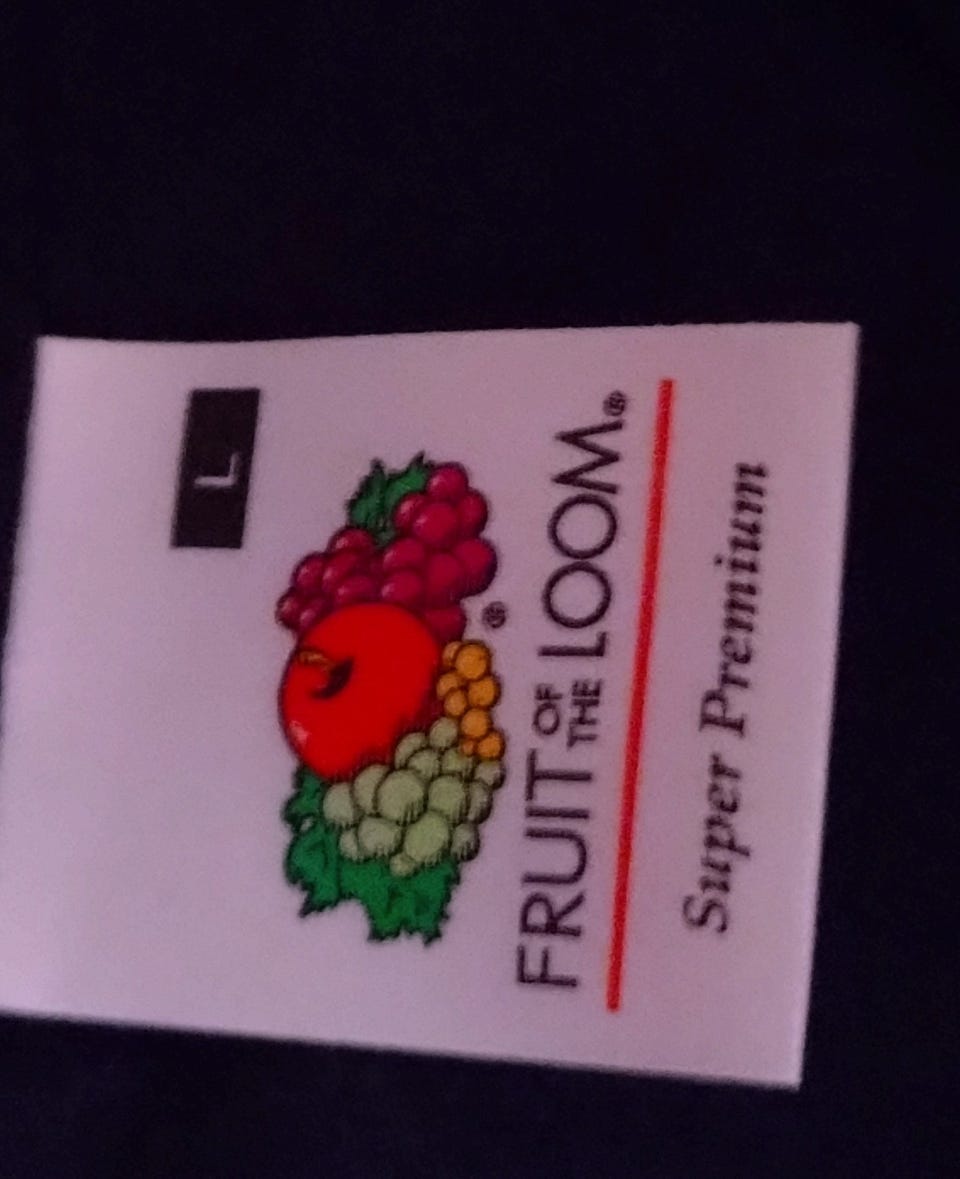 L
®
FRUIT OF THE LOOM®
Super Premium